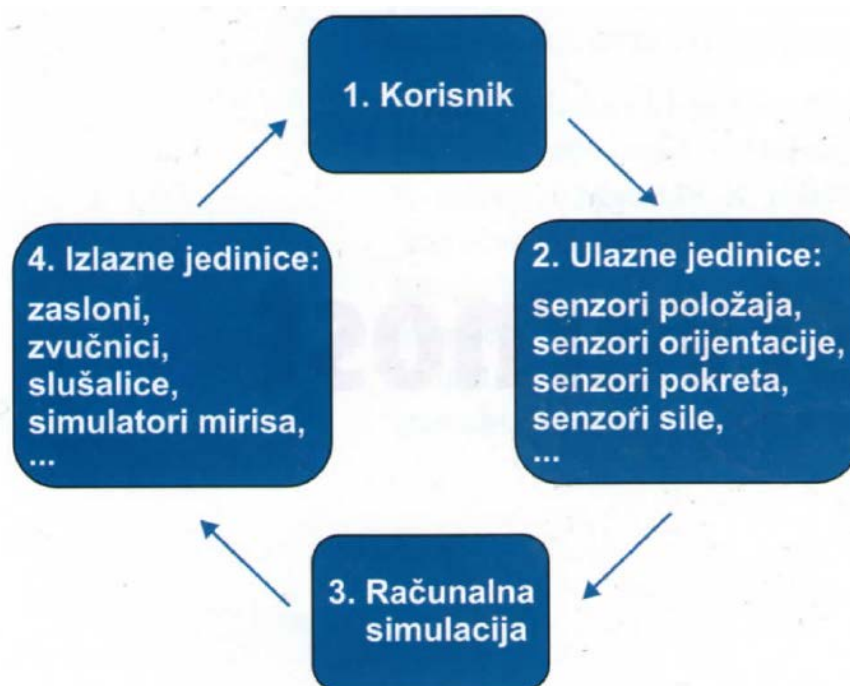 1. Korisnik
2. Ulazne jedinice:
senzori položaja,
senzori orijentacije,
senzori pokreta,
senzori sile,
...
3. Računalna
simulacija
4. Izlazne jedinice:
zasloni,
zvučnici,
slušalice,
simulatori mirisa,
...